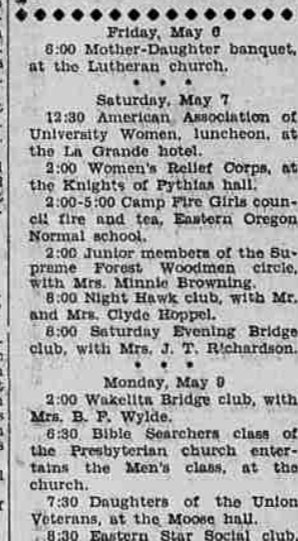 Friday, May 6
6:00 Mother-Daughter banquet,
at the Lutheran church.
* * *
Saturday, May 7
12:30 American Association of
University Women, luncheon, at
the La Grande hotel.
2:00 Women's Relief Corps, at
the Knights of Pythias hall.
2:00-5:00 Camp Fire Girls coun-
cil fire and tea, Eastern Oregon
Normal school.
2:00 Junior members of the Su-
preme Forest Woodmen circle,
with Mrs. Minnie Browning.
8:00 Night Hawk club, with Mr.
and Mrs. Clyde Hoppel.
8:00 Saturday Evening Bridge
club, with Mrs. J. T. Richardson.
* * *
Monday, May 9
2:00 Wakelita Bridge club, with
Mrs. B. F. Wylde.
6:30 Bible Searchers class of
the Presbyterian church enter-
tains the Men's class, at the
church.
7:30 Daughters of the Union
Veterans, at the Moose hall.
8:30 Eastern Star Social club,